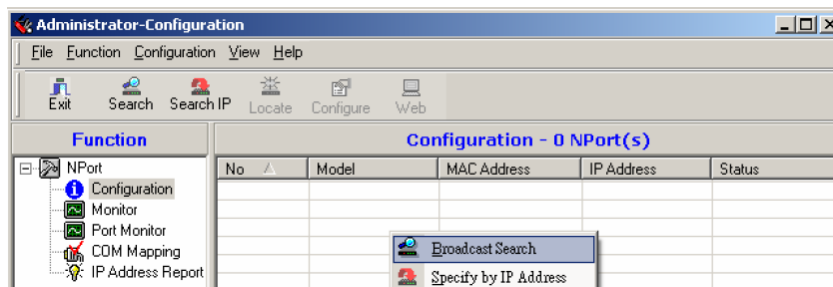 Administrator-Configuration
File Function Configuration View Help
Exit Search Search IP Locate Configure Web
Function
Configuration - 0 NPort(s)
No Model MAC Address IP Address Status
NPort
Configuration
Monitor
Port Monitor
COM Mapping
IP Address Report
Broadcast Search
Specify by IP Address